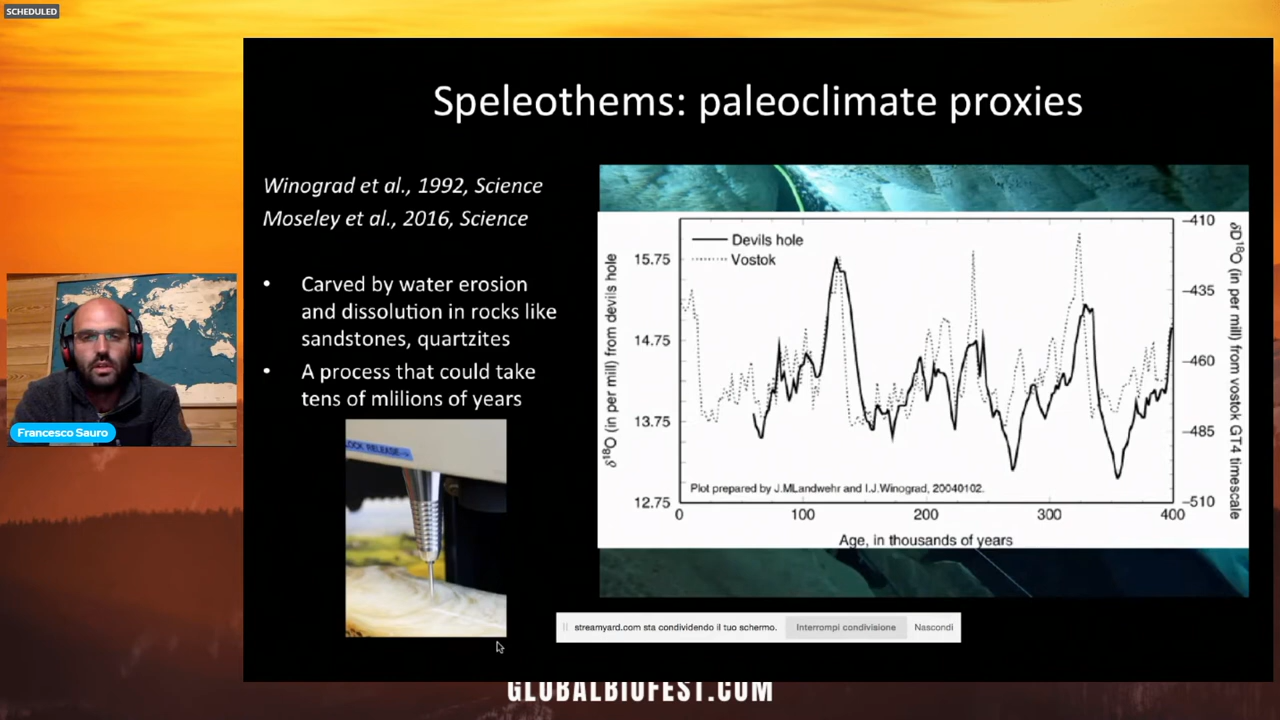 SCHEDULED
Speleothems: paleoclimate proxies
Winograd et al., 1992, Science
Moseley et al., 2016, Science
• Carved by water erosion
and dissolution in rocks like
sandstones, quartzites
• A process that could take
tens of mlilions of years
LOCK RELEASE
Francesco Sauro
δ¹⁸O (in per mill) from devils hole
15.75
14.75
13.75
12.75
Devils hole
Vostok
Plot prepared by J.MLandwehr and I.J.Winograd, 20040102.
0 100 200 300 400
Age, in thousands of years
–410
–435
–460
–485
–510
δD¹⁸O (in per mill) from vostok GT4 timescale
streamyard.com sta condividendo il tuo schermo. Interrompi condivisione Nascondi
GLOBALBIOFEST.COM